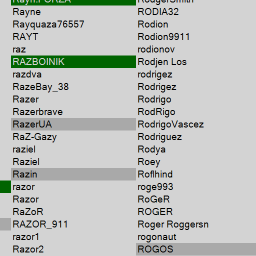 Rayne
Rayquaza76557
RAYT
raz
RAZBOINIK
razdva
RazeBay_38
Razer
Razerbrave
RazerUA
RaZ-Gazy
raziel
Raziel
Razin
razor
Razor
RaZoR
RAZOR_911
razor1
Razor2
RodgerSmith
RODIA32
Rodion
Rodion9911
rodionov
Rodjen Los
rodrigez
Rodrigez
Rodrigo
RodRigo
RodrigoVascez
Rodriguez
Rodya
Roey
Roflhind
roge993
RoGeR
ROGER
Roger Roggersn
rogonaut
ROGOS